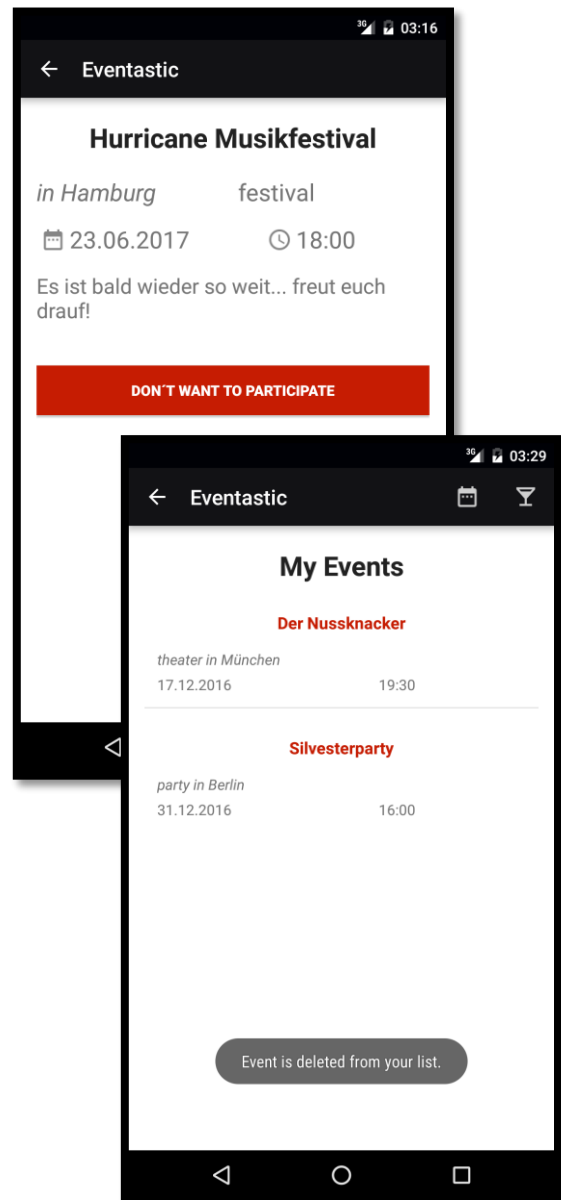 3G 03:16
Eventastic
Hurricane Musikfestival
in Hamburg festival
23.06.2017 18:00
Es ist bald wieder so weit... freut euch
drauf!
DON´T WANT TO PARTICIPATE
3G 03:29
Eventastic
My Events
Der Nussknacker
theater in München
17.12.2016 19:30
Silvesterparty
party in Berlin
31.12.2016 16:00
Event is deleted from your list.